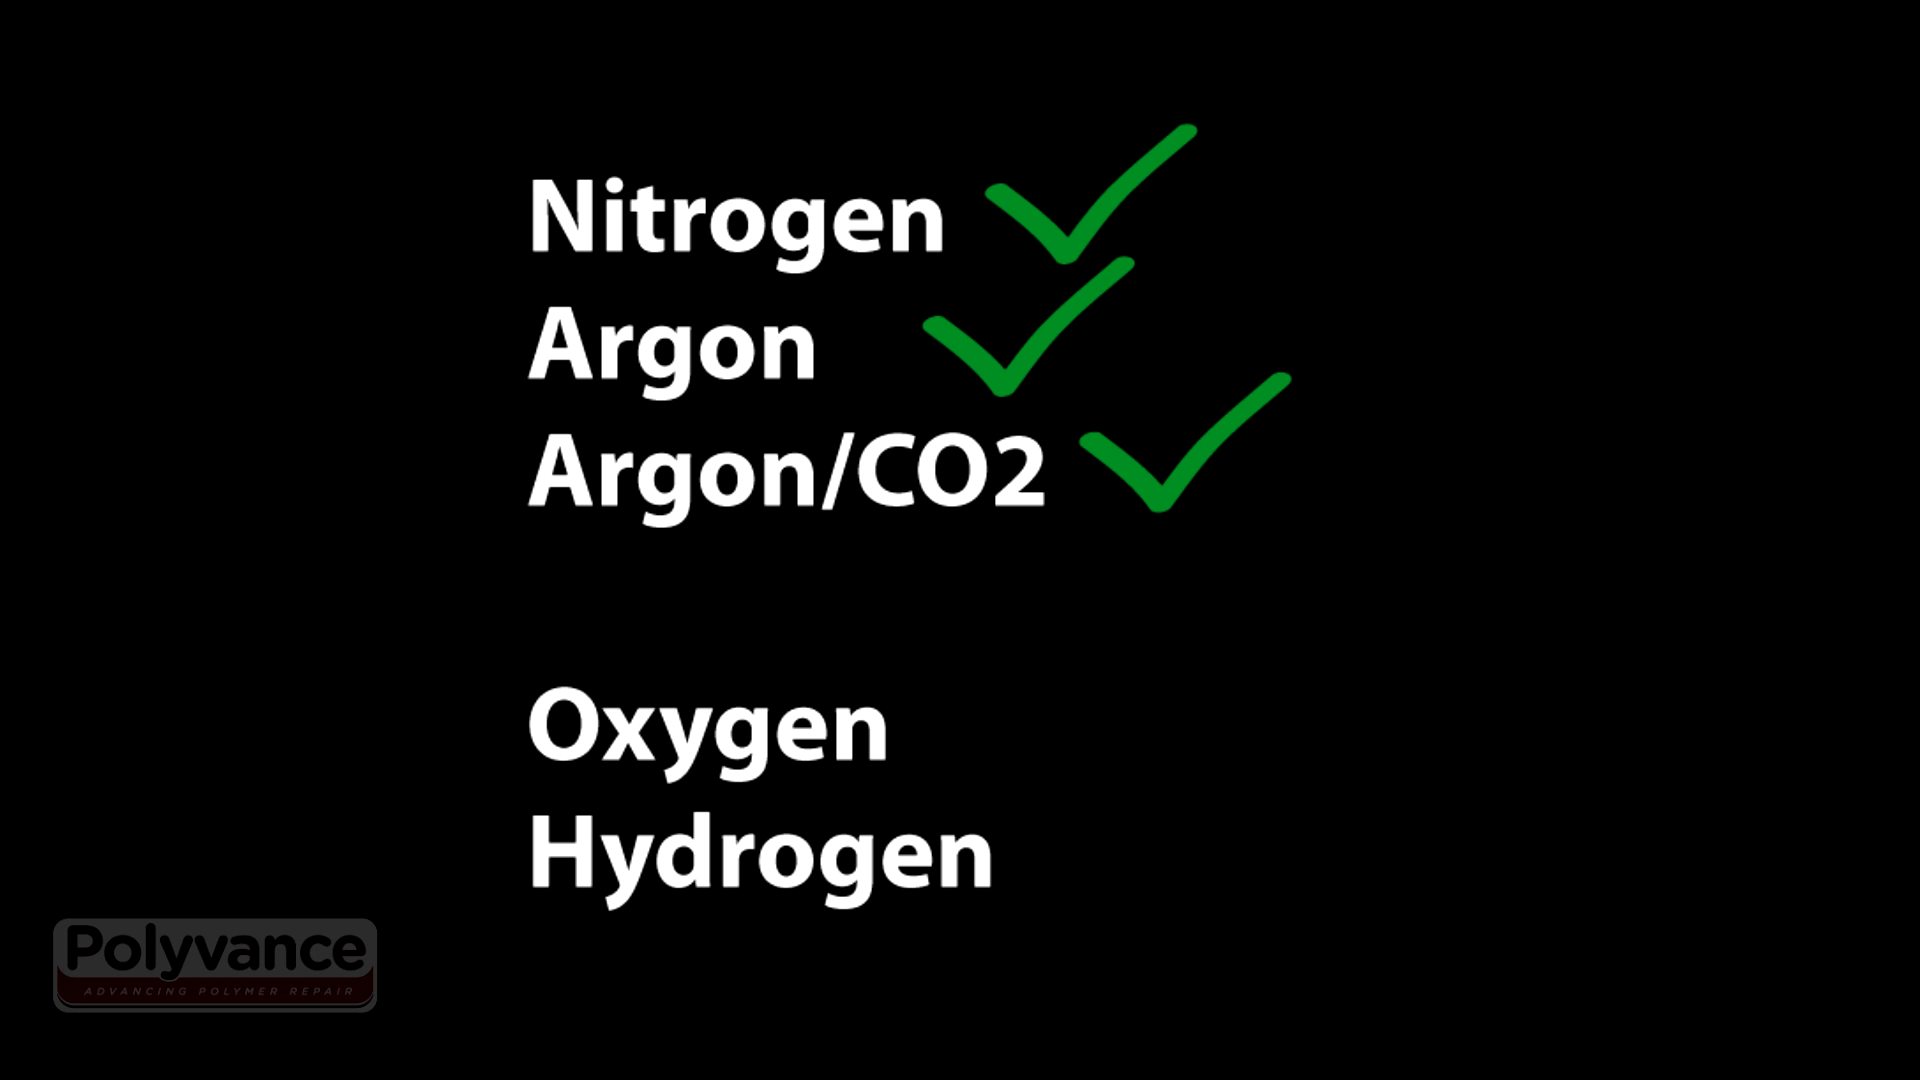 Nitrogen
Argon
Argon/CO2
Oxygen
Hydrogen
Polyvance
ADVANCING POLYMER REPAIR